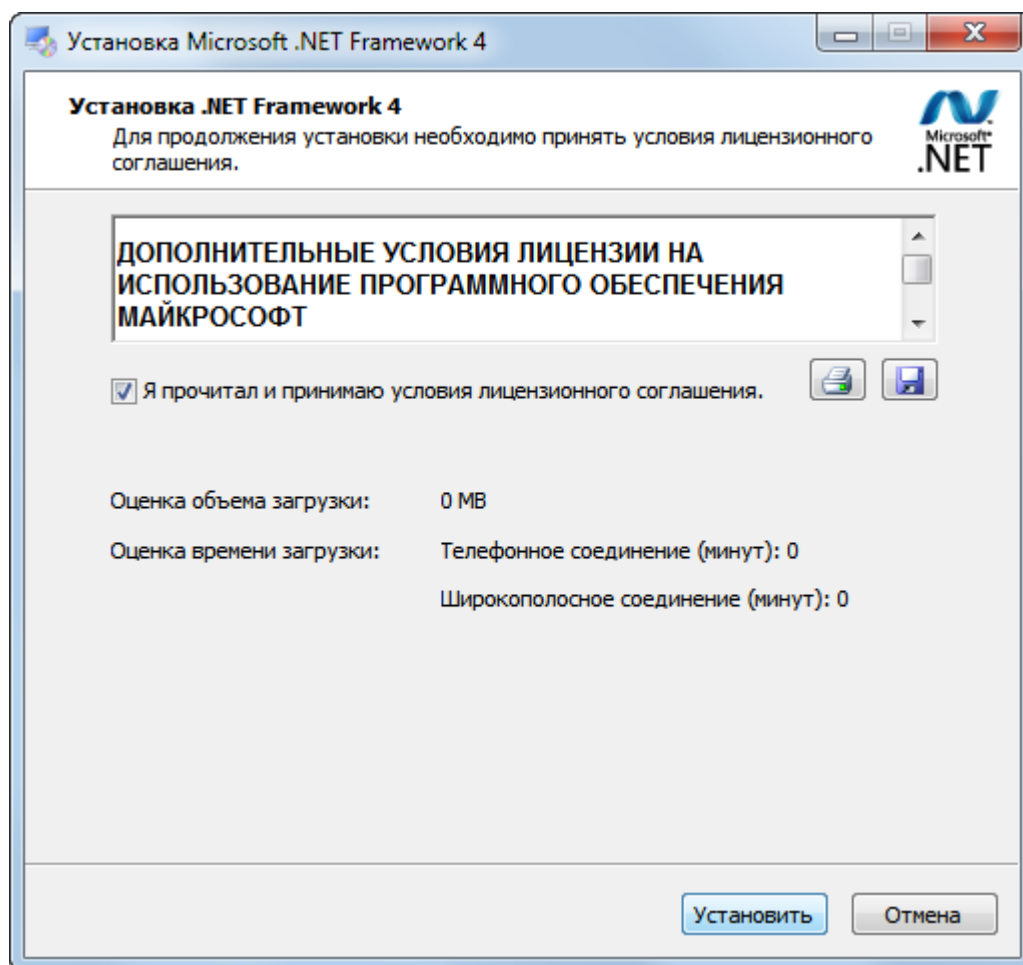 Установка Microsoft .NET Framework 4
Установка .NET Framework 4
Для продолжения установки необходимо принять условия лицензионного
соглашения.
Microsoft
.NET
ДОПОЛНИТЕЛЬНЫЕ УСЛОВИЯ ЛИЦЕНЗИИ НА
ИСПОЛЬЗОВАНИЕ ПРОГРАММНОГО ОБЕСПЕЧЕНИЯ
МАЙКРОСОФТ
Я прочитал и принимаю условия лицензионного соглашения.
Оценка объема загрузки: 0 MB
Оценка времени загрузки: Телефонное соединение (минут): 0
Широкополосное соединение (минут): 0
Установить Отмена